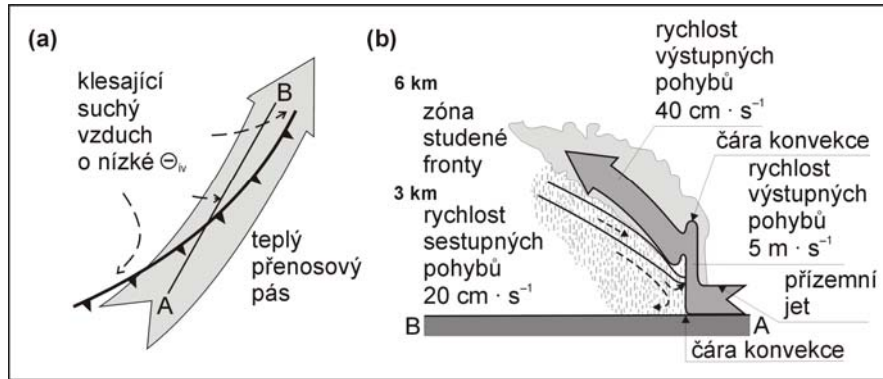 (a)
klesající
suchý
vzduch
o nízké Θiv
B
A
teplý
přenosový
pás
(b)
rychlost
výstupných
pohybů
40 cm · s⁻¹
6 km
zóna
studené
fronty
čára konvekce
3 km
rychlost
sestupných
pohybů
20 cm · s⁻¹
rychlost
výstupných
pohybů
5 m · s⁻¹
přízemní
jet
B
A
čára konvekce